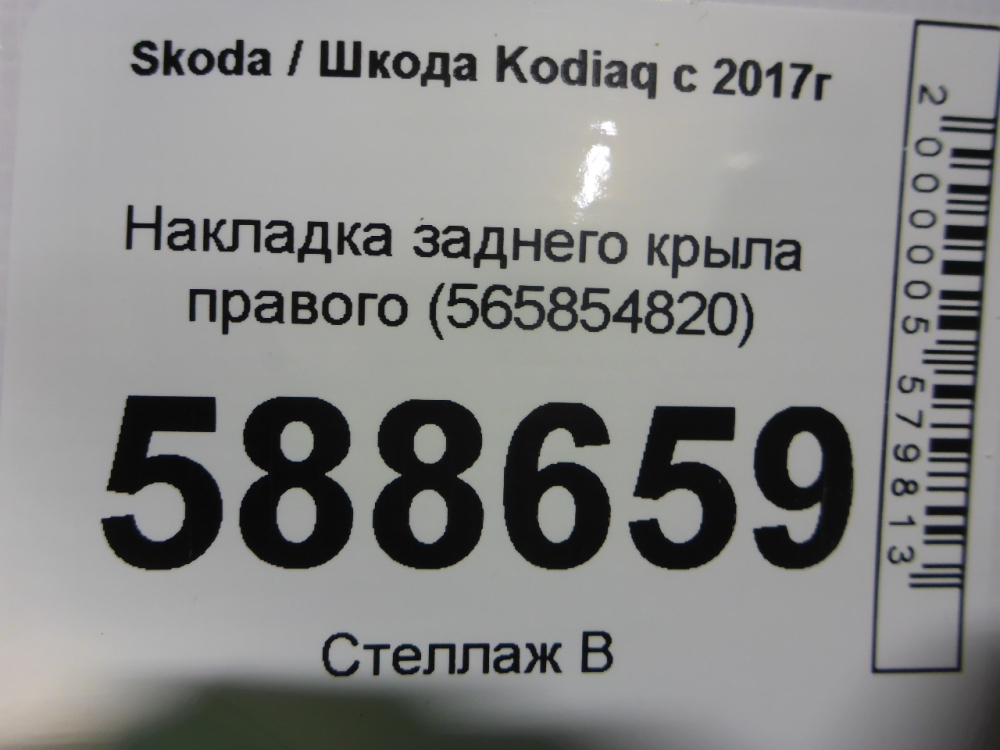 Skoda / Шкода Kodiaq с 2017г
Накладка заднего крыла
правого (565854820)
588659
Стеллаж В
2000005579813